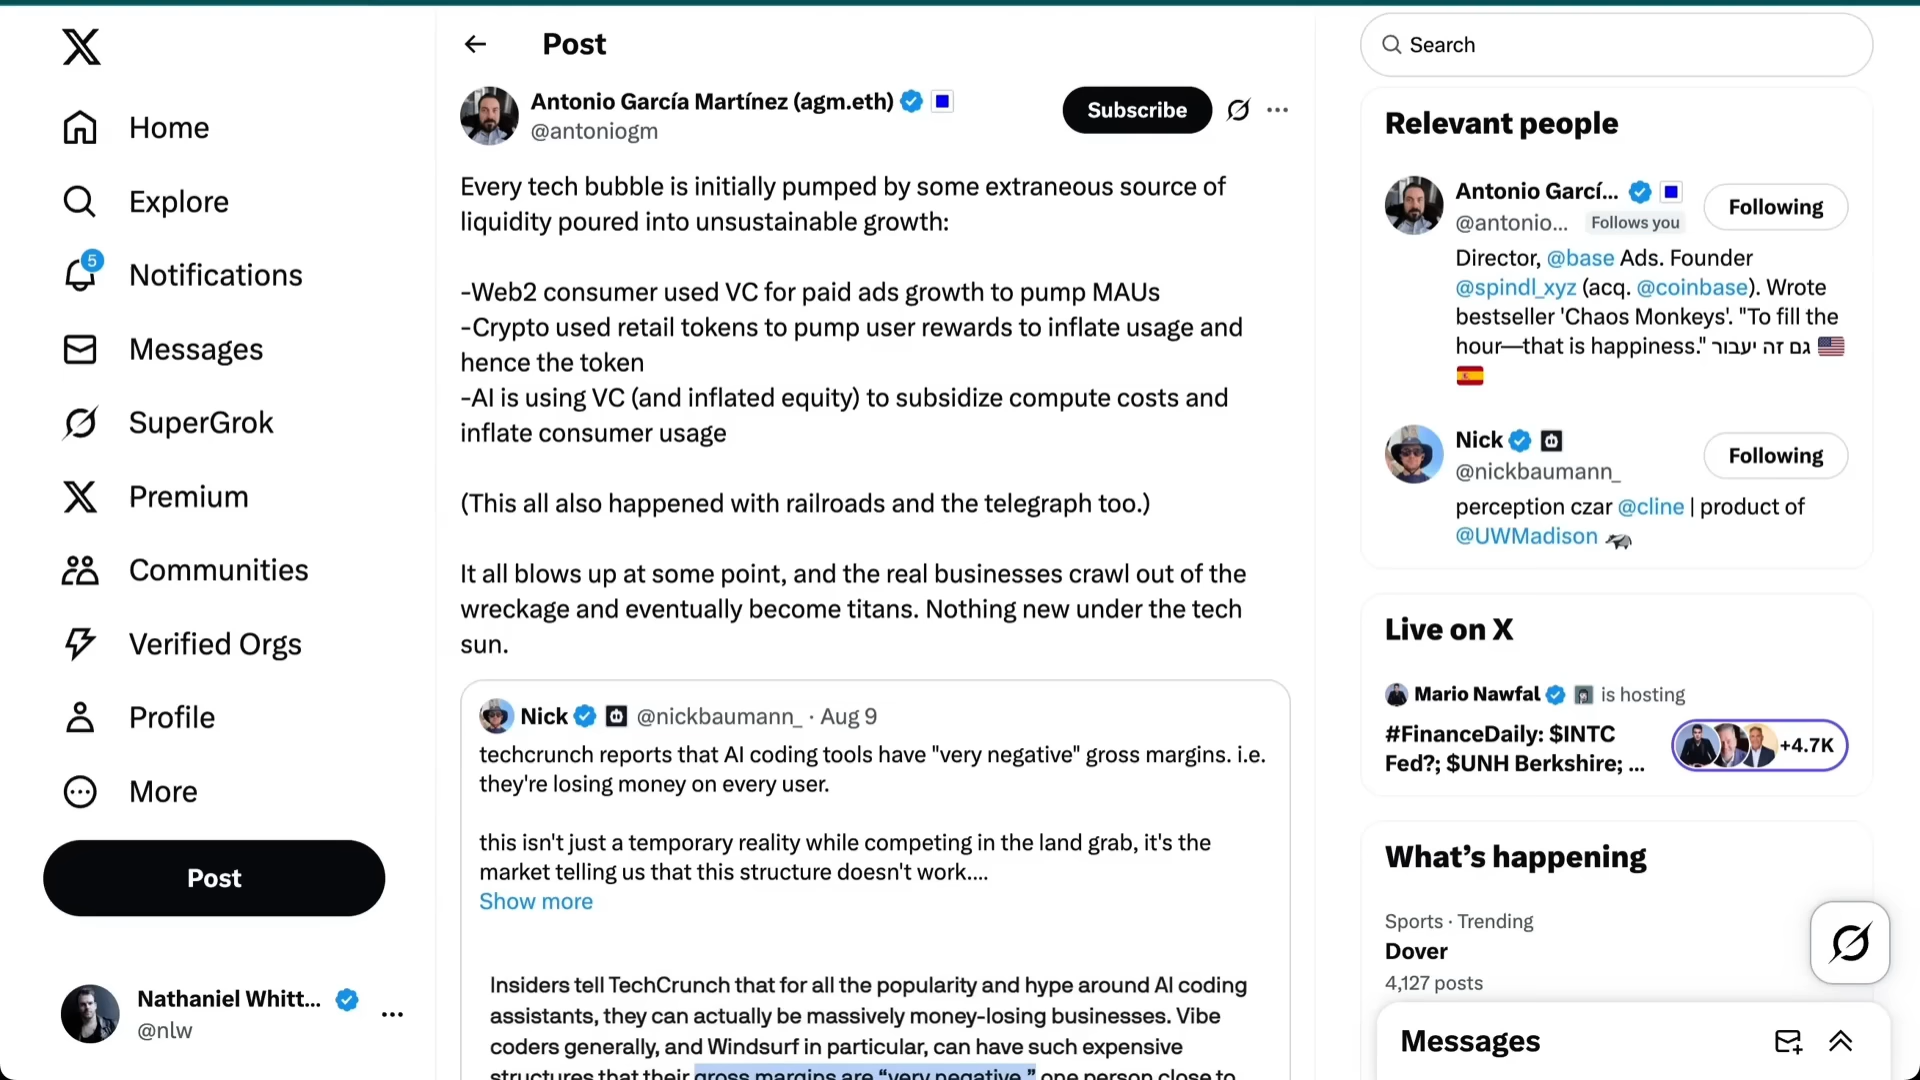 Home
Explore
5
Notifications
Messages
SuperGrok
Premium
Communities
Verified Orgs
Profile
More
Post
Nathaniel Whitt...
@nlw
Post
Antonio García Martínez (agm.eth)
@antoniogm
Subscribe
Every tech bubble is initially pumped by some extraneous source of
liquidity poured into unsustainable growth:
-Web2 consumer used VC for paid ads growth to pump MAUs
-Crypto used retail tokens to pump user rewards to inflate usage and
hence the token
-AI is using VC (and inflated equity) to subsidize compute costs and
inflate consumer usage
(This all also happened with railroads and the telegraph too.)
It all blows up at some point, and the real businesses crawl out of the
wreckage and eventually become titans. Nothing new under the tech
sun.
Nick @nickbaumann_ · Aug 9
techcrunch reports that AI coding tools have "very negative" gross margins. i.e.
they're losing money on every user.
this isn't just a temporary reality while competing in the land grab, it's the
market telling us that this structure doesn't work....
Show more
Insiders tell TechCrunch that for all the popularity and hype around AI coding
assistants, they can actually be massively money-losing businesses. Vibe
coders generally, and Windsurf in particular, can have such expensive
structures that their gross margins are “very negative,” one person close to
Search
Relevant people
Antonio Garcí...
@antonio... Follows you
Following
Director, @base Ads. Founder
@spindl_xyz (acq. @coinbase). Wrote
bestseller 'Chaos Monkeys'. "To fill the
hour—that is happiness." גם זה יעבור
Nick
@nickbaumann_
Following
perception czar @cline | product of
@UWMadison
Live on X
Mario Nawfal is hosting
#FinanceDaily: $INTC
Fed?; $UNH Berkshire; ...
+4.7K
What’s happening
Sports · Trending
Dover
4,127 posts
Messages